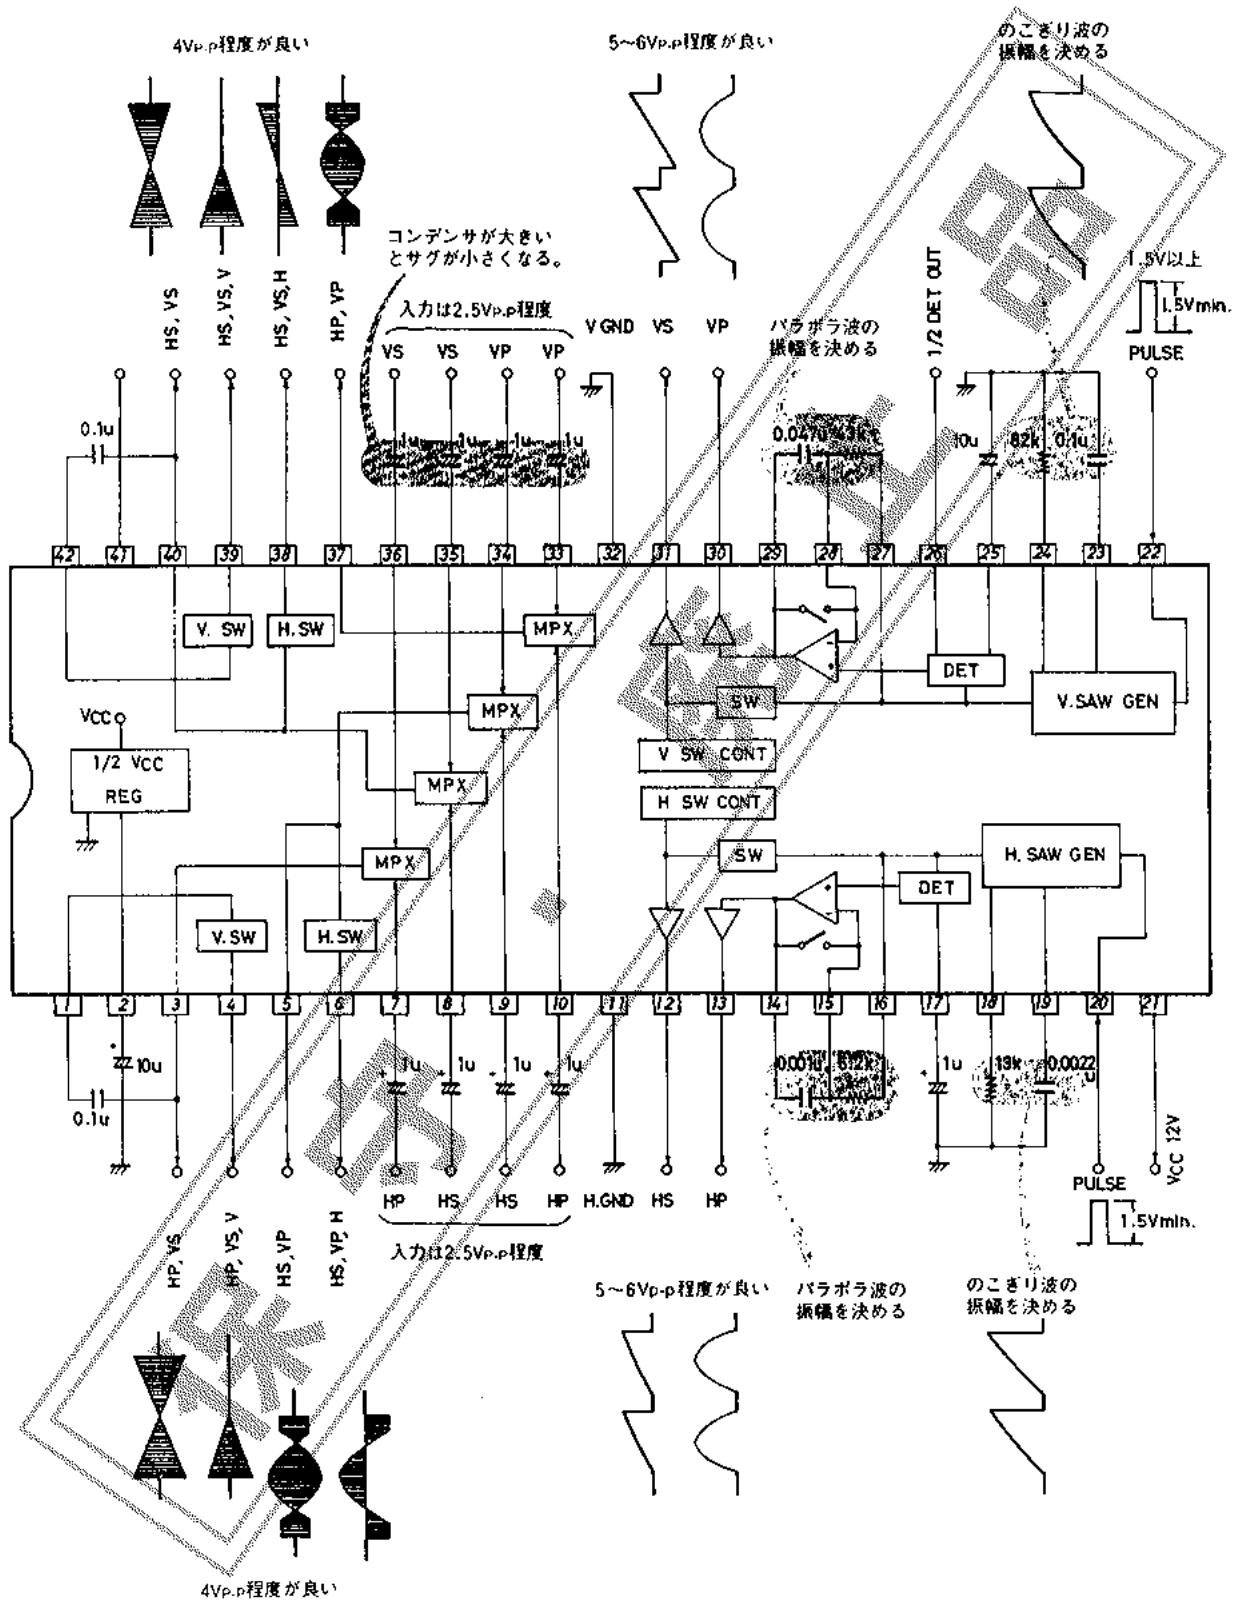 4Vp-p程度が良い
5〜6Vp-p程度が良い
のこぎり波の
振幅を決める
HS, VS
HS, VS, V
HS, VS, H
HP, VP
コンデンサが大きい
とサグが小さくなる。
入力は2.5Vp-p程度
VS
VS
VP
VP
V GND
VS
VP
パラボラ波の
振幅を決める
1/2 DET OUT
1.5V以上
1.5Vmin.
PULSE
0.1u
1u
1u
1u
1u
0.047u
43k
10u
82k
0.1u
42 41 40 39 38 37 36 35 34 33 32 31 30 29 28 27 26 25 24 23 22
V. SW
H.SW
MPX
MPX
MPX
MPX
VCC
1/2 VCC
REG
V.SW
H.SW
SW
V SW CONT
H SW CONT
SW
DET
V.SAW GEN
H.SAW GEN
DET
1 2 3 4 5 6 7 8 9 10 11 12 13 14 15 16 17 18 19 20 21
10u
0.1u
1u
1u
1u
1u
0.001u
612k
1u
13k
0.0022
u
VCC 12V
PULSE
1.5Vmin.
HP, VS
HP, VS, V
HS, VP
HS, VP, H
HP
HS
HS
HP
H.GND
HS
HP
入力は2.5Vp-p程度
5〜6Vp-p程度が良い
パラボラ波の
振幅を決める
のこぎり波の
振幅を決める
4Vp-p程度が良い